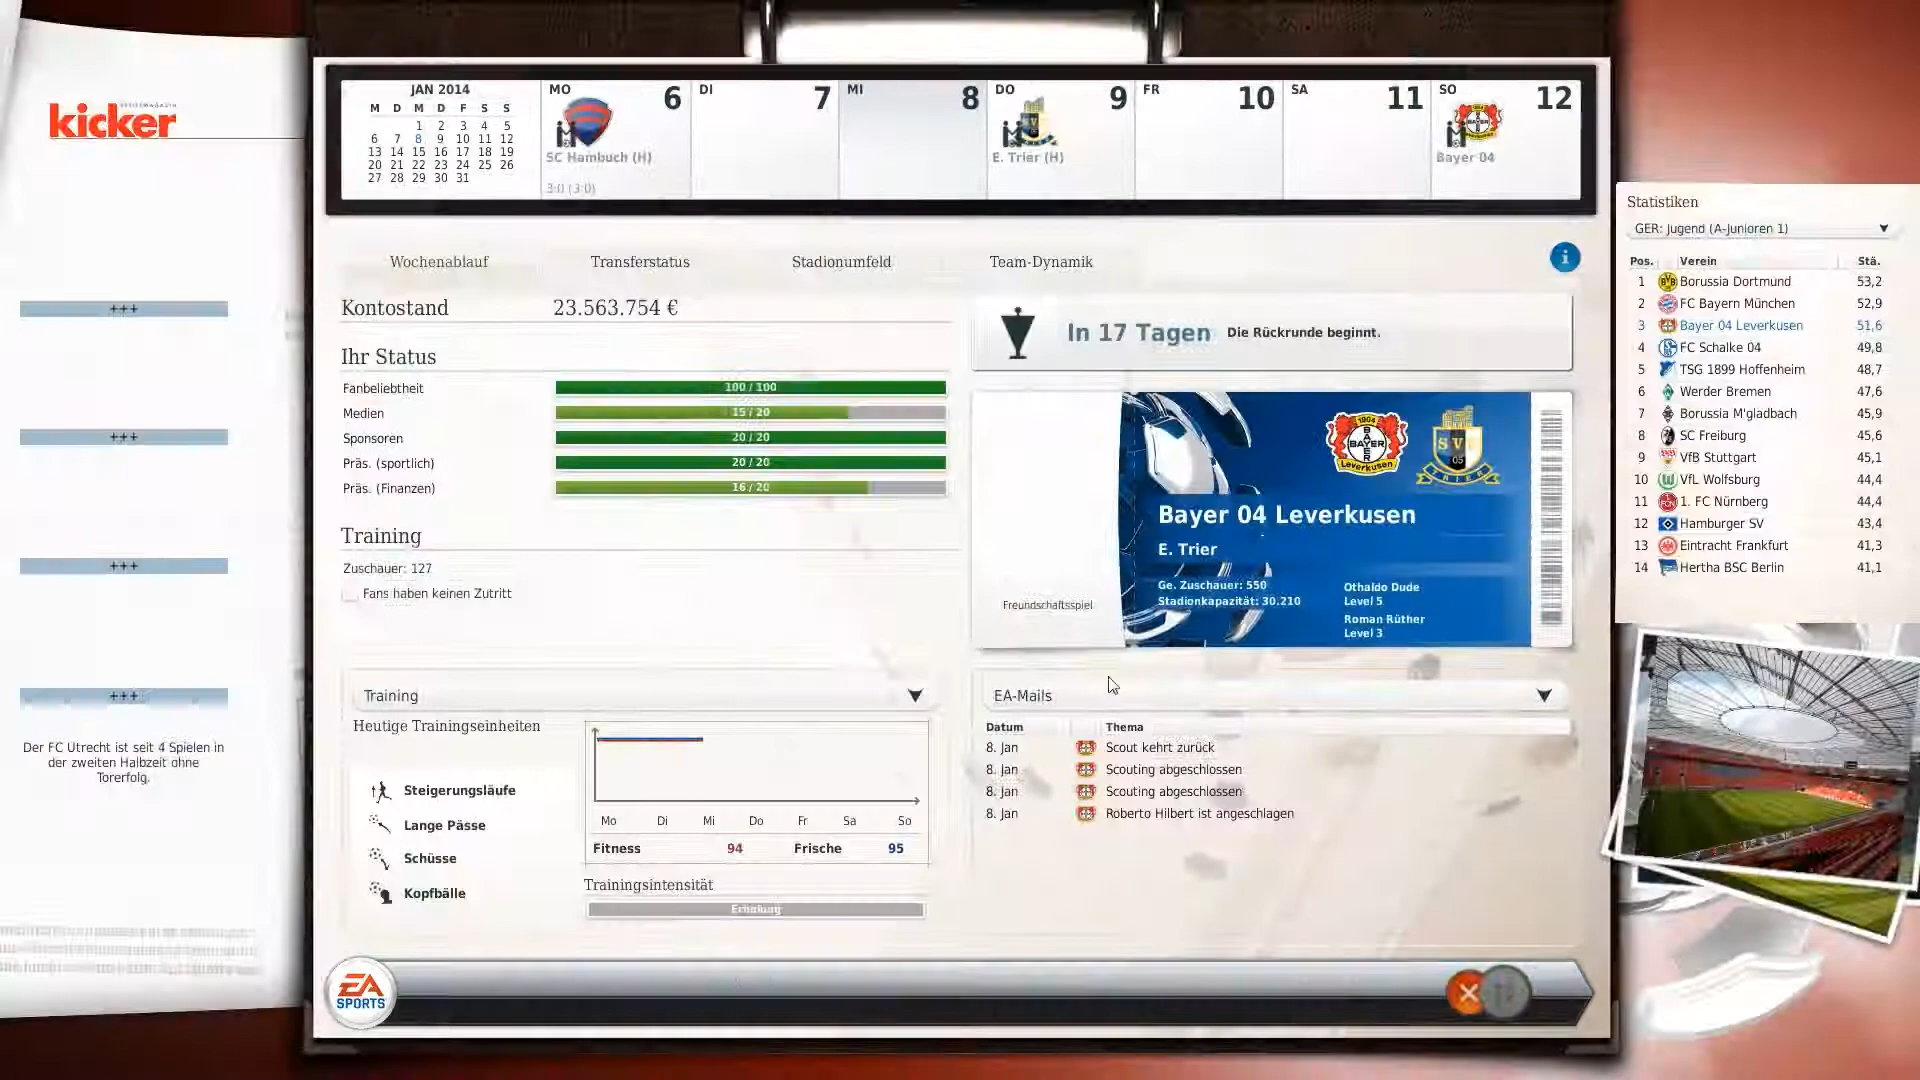 kicker
JAN 2014
M D M D F S S
1 2 3 4 5
6 7 8 9 10 11 12
13 14 15 16 17 18 19
20 21 22 23 24 25 26
27 28 29 30 31
MO 6
SC Hambuch (H)
3:0 (3:0)
DI 7
MI 8
DO 9
E. Trier (H)
FR 10
SA 11
SO 12
Bayer 04
Wochenablauf
Transferstatus
Stadionumfeld
Team-Dynamik
Kontostand 23.563.754 €
Ihr Status
Fanbeliebtheit 100 / 100
Medien 15 / 20
Sponsoren 20 / 20
Präs. (sportlich) 20 / 20
Präs. (Finanzen) 16 / 20
Training
Zuschauer: 127
Fans haben keinen Zutritt
Training
Heutige Trainingseinheiten
Steigerungsläufe
Lange Pässe
Schüsse
Kopfbälle
Mo Di Mi Do Fr Sa So
Fitness 94 Frische 95
Trainingsintensität
Erholung
In 17 Tagen Die Rückrunde beginnt.
Freundschaftsspiel
1904
BAYER
Leverkusen
SV
05
TRIER
Bayer 04 Leverkusen
E. Trier
Ge. Zuschauer: 550
Stadionkapazität: 30.210
Othaldo Dude
Level 5
Roman Rüther
Level 3
EA-Mails
Datum Thema
8. Jan Scout kehrt zurück
8. Jan Scouting abgeschlossen
8. Jan Scouting abgeschlossen
8. Jan Roberto Hilbert ist angeschlagen
Statistiken
GER: Jugend (A-Junioren 1)
Pos. Verein Stä.
1 Borussia Dortmund 53,2
2 FC Bayern München 52,9
3 Bayer 04 Leverkusen 51,6
4 FC Schalke 04 49,8
5 TSG 1899 Hoffenheim 48,7
6 Werder Bremen 47,6
7 Borussia M'gladbach 45,9
8 SC Freiburg 45,6
9 VfB Stuttgart 45,1
10 VfL Wolfsburg 44,4
11 1. FC Nürnberg 44,4
12 Hamburger SV 43,4
13 Eintracht Frankfurt 41,3
14 Hertha BSC Berlin 41,1
+++
+++
+++
+++
Der FC Utrecht ist seit 4 Spielen in
der zweiten Halbzeit ohne
Torerfolg.
EA
SPORTS